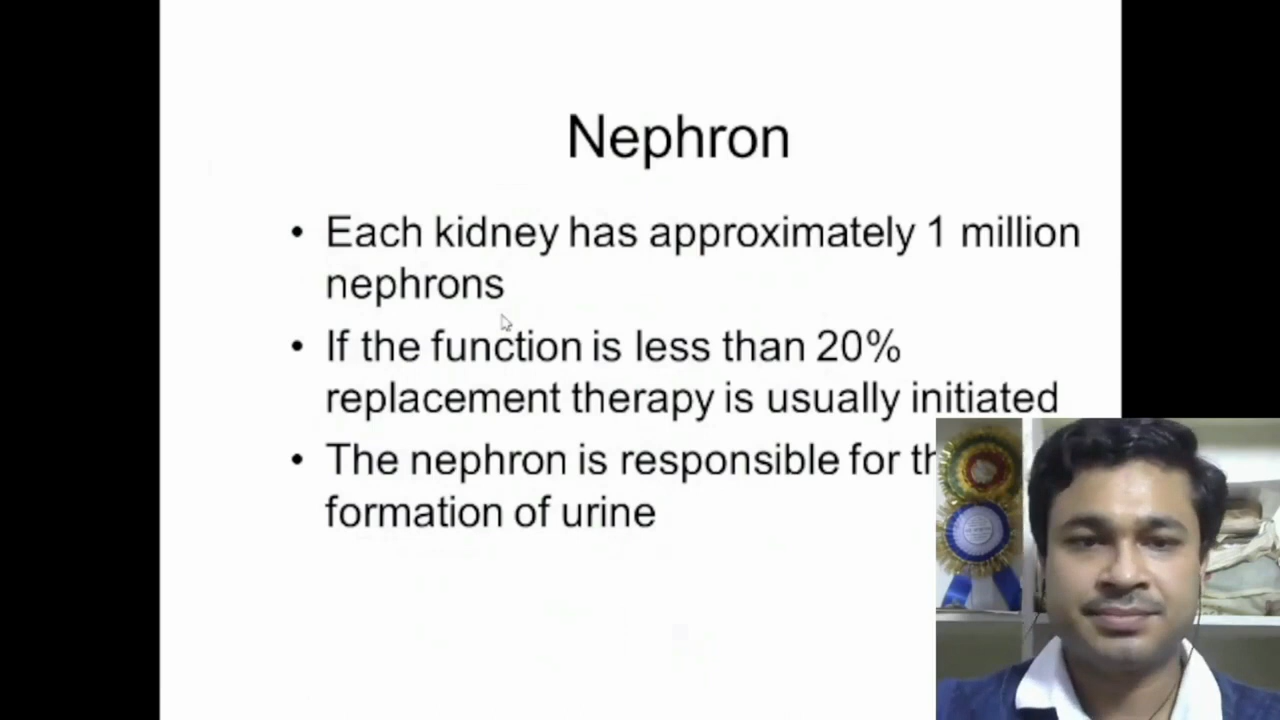 Nephron
• Each kidney has approximately 1 million
nephrons
• If the function is less than 20%
replacement therapy is usually initiated
• The nephron is responsible for
formation of urine